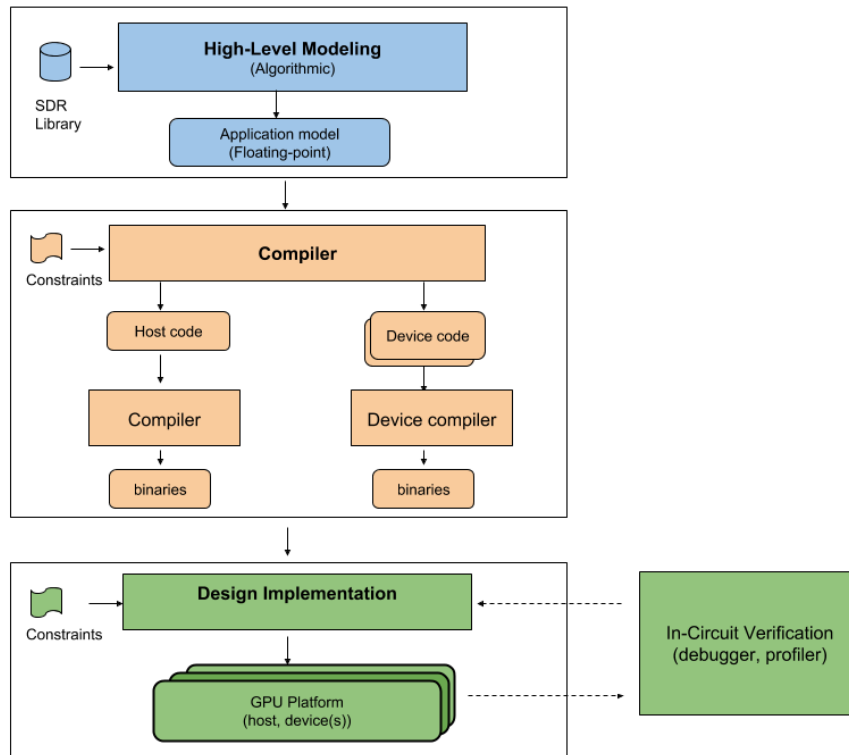 High-Level Modeling
(Algorithmic)
SDR
Library
Application model
(Floating-point)
Compiler
Constraints
Host code
Device code
Compiler
Device compiler
binaries
binaries
Design Implementation
Constraints
GPU Platform
(host, device(s))
In-Circuit Verification
(debugger, profiler)